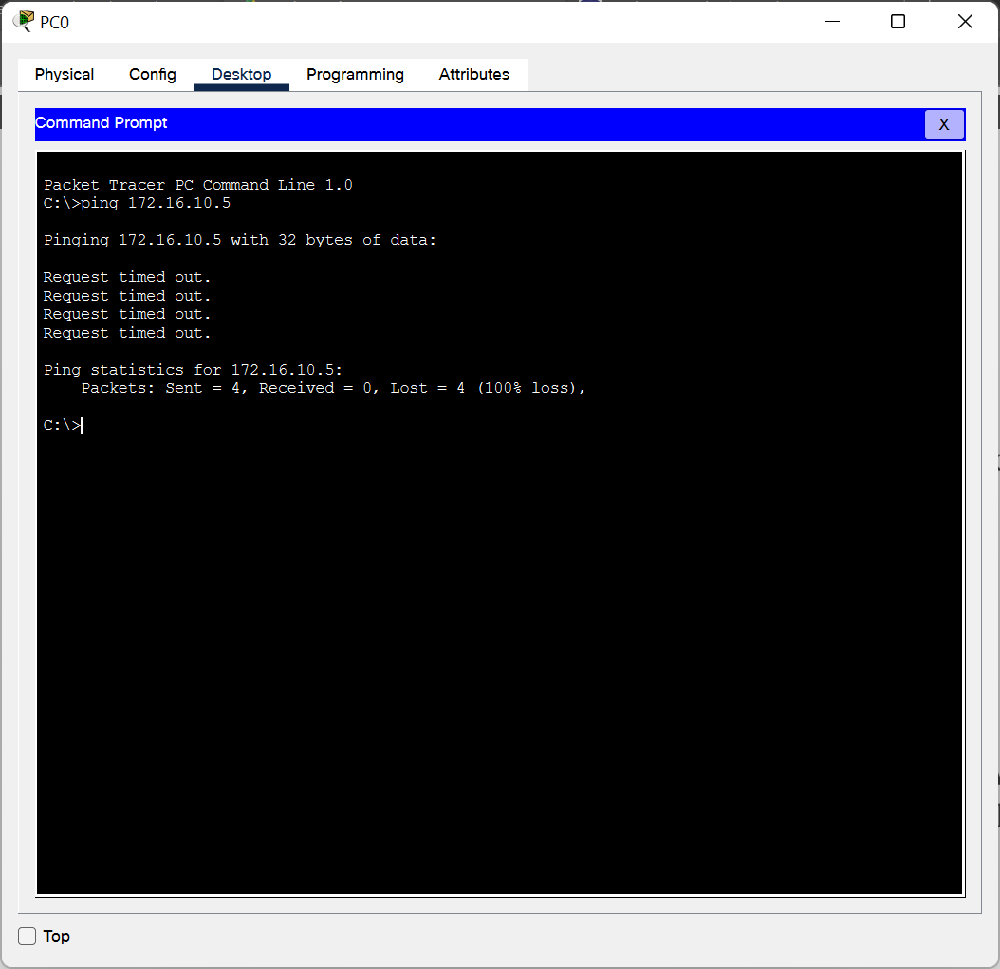 PC0
Physical Config Desktop Programming Attributes
Command Prompt X
Packet Tracer PC Command Line 1.0
C:\>ping 172.16.10.5
Pinging 172.16.10.5 with 32 bytes of data:
Request timed out.
Request timed out.
Request timed out.
Request timed out.
Ping statistics for 172.16.10.5:
Packets: Sent = 4, Received = 0, Lost = 4 (100% loss),
C:\>
Top